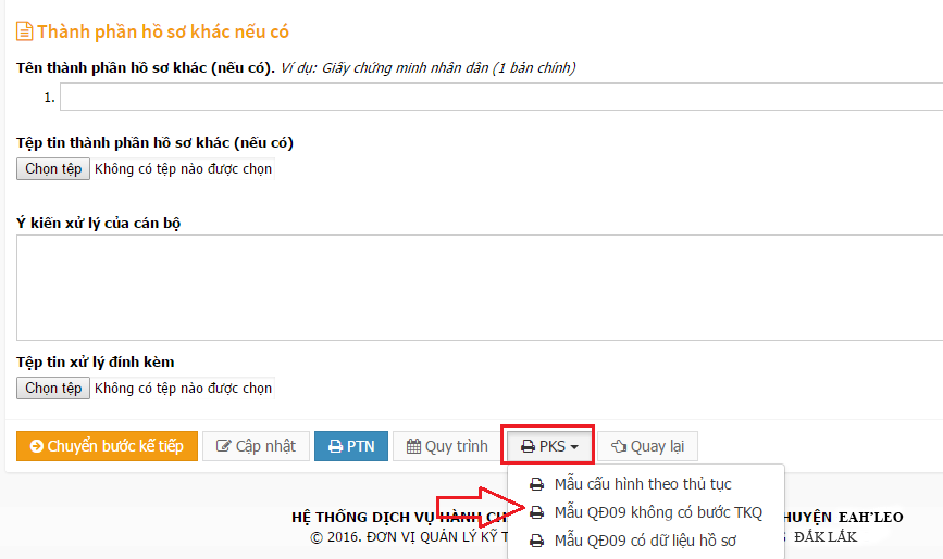 Thành phần hồ sơ khác nếu có
Tên thành phần hồ sơ khác (nếu có). Ví dụ: Giấy chứng minh nhân dân (1 bản chính)
1.
Tệp tin thành phần hồ sơ khác (nếu có)
Chọn tệp Không có tệp nào được chọn
Ý kiến xử lý của cán bộ
Tệp tin xử lý đính kèm
Chọn tệp Không có tệp nào được chọn
Chuyển bước kế tiếp Cập nhật PTN Quy trình PKS Quay lại
Mẫu cấu hình theo thủ tục
Mẫu QĐ09 không có bước TKQ
Mẫu QĐ09 có dữ liệu hồ sơ
HỆ THỐNG DỊCH VỤ HÀNH CH HUYỆN EAH'LEO
© 2016. ĐƠN VỊ QUẢN LÝ KỸ T ĐẮK LẮK